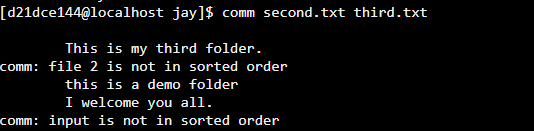 [d21dce144@localhost jay]$ comm second.txt third.txt
This is my third folder.
comm: file 2 is not in sorted order
this is a demo folder
I welcome you all.
comm: input is not in sorted order